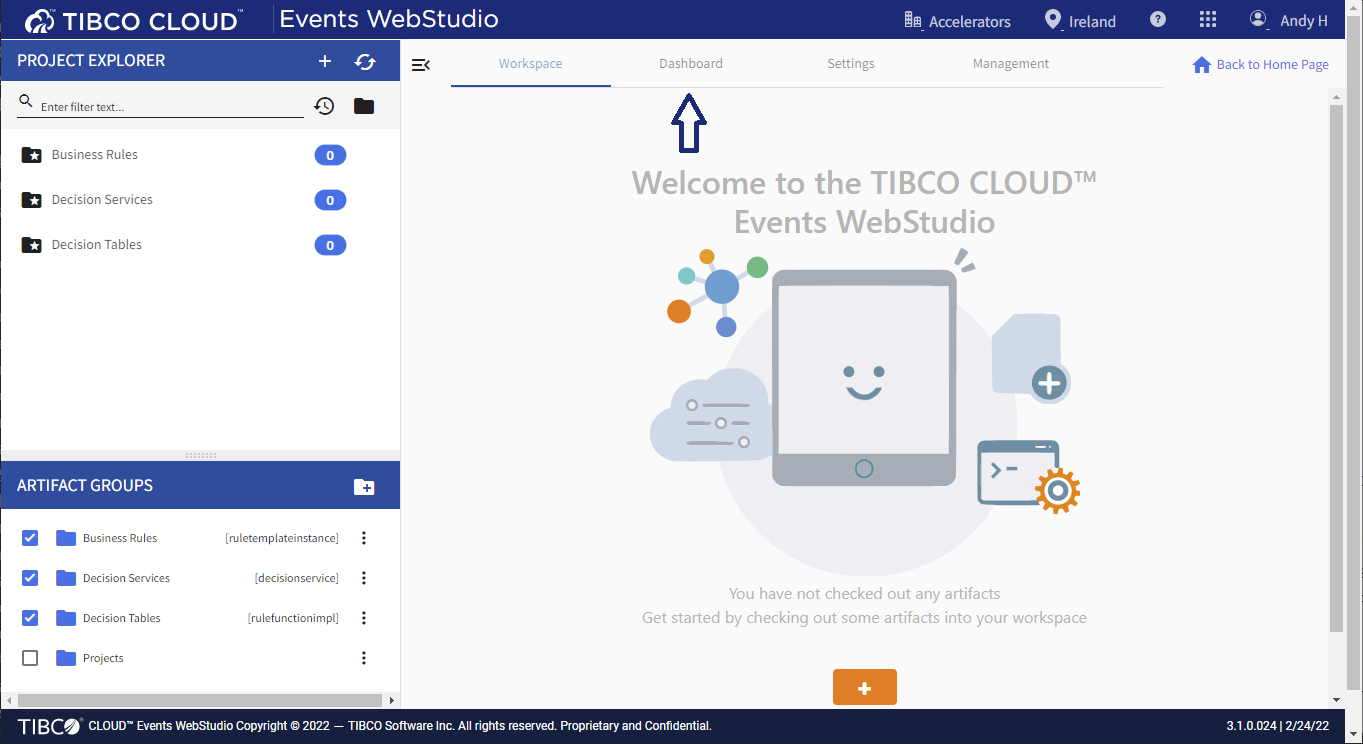 TIBCO CLOUD™ Events WebStudio Accelerators Ireland ? Andy H
PROJECT EXPLORER
Workspace Dashboard Settings Management Back to Home Page
Enter filter text...
Business Rules 0
Decision Services 0
Decision Tables 0
Welcome to the TIBCO CLOUD™
Events WebStudio
ARTIFACT GROUPS
Business Rules [ruletemplateinstance]
Decision Services [decisionservice]
Decision Tables [rulefunctionimpl]
Projects
You have not checked out any artifacts
Get started by checking out some artifacts into your workspace
TIBCO® CLOUD™ Events WebStudio Copyright © 2022 — TIBCO Software Inc. All rights reserved. Proprietary and Confidential. 3.1.0.024 | 2/24/22